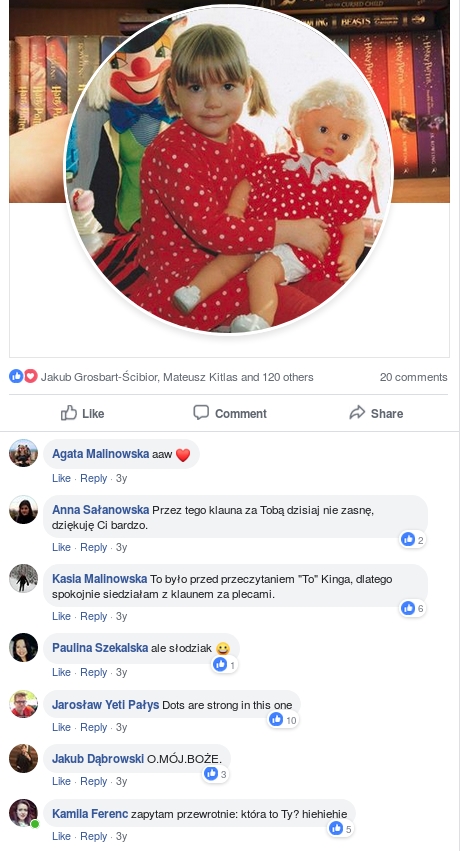 AND THE CURSED CHILD
BEASTS
Jakub Grosbart-Ścibior, Mateusz Kitlas and 120 others 20 comments
Like Comment Share
Agata Malinowska aaw ❤️
Like · Reply · 3y
Anna Sałanowska Przez tego klauna za Tobą dzisiaj nie zasnę,
dziękuję Ci bardzo.
2
Like · Reply · 3y
Kasia Malinowska To było przed przeczytaniem "To" Kinga, dlatego
spokojnie siedziałam z klaunem za plecami.
6
Like · Reply · 3y
Paulina Szekalska ale słodziak 😀
1
Like · Reply · 3y
Jarosław Yeti Pałys Dots are strong in this one
10
Like · Reply · 3y
Jakub Dąbrowski O.MÓJ.BOŻE.
3
Like · Reply · 3y
Kamila Ferenc zapytam przewrotnie: która to Ty? hiehiehie
5
Like · Reply · 3y